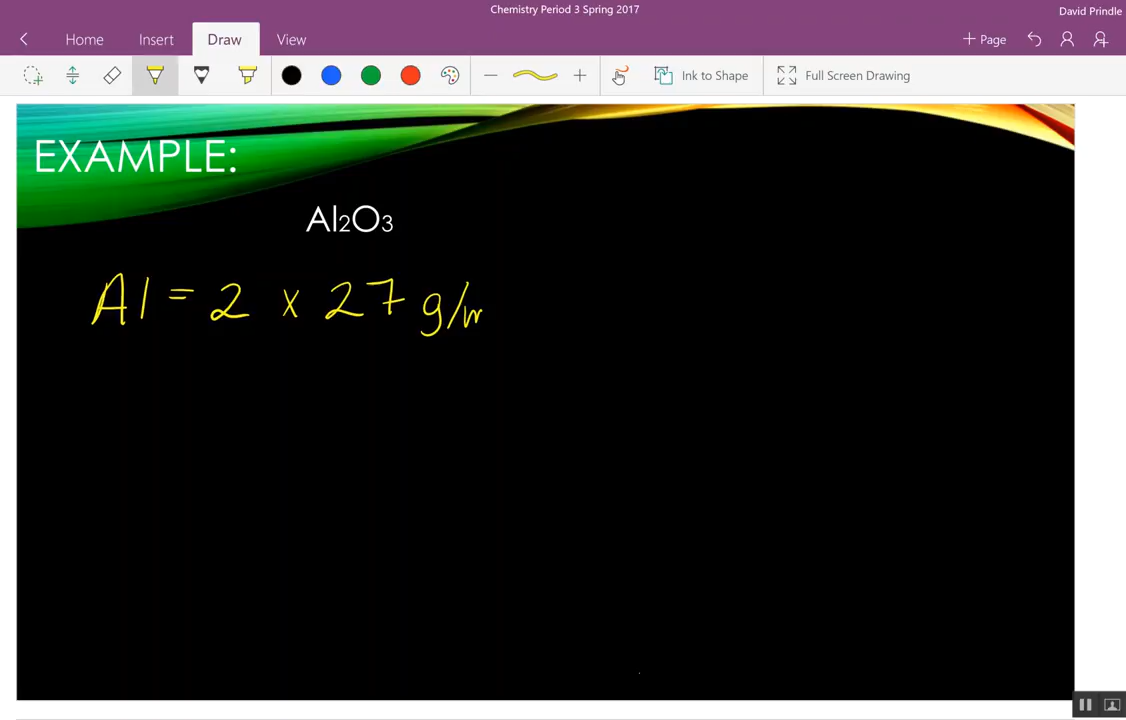 Chemistry Period 3 Spring 2017
David Prindle
Home Insert Draw View
Page
Ink to Shape
Full Screen Drawing
EXAMPLE:
Al2O3
Al = 2 x 27 g/m